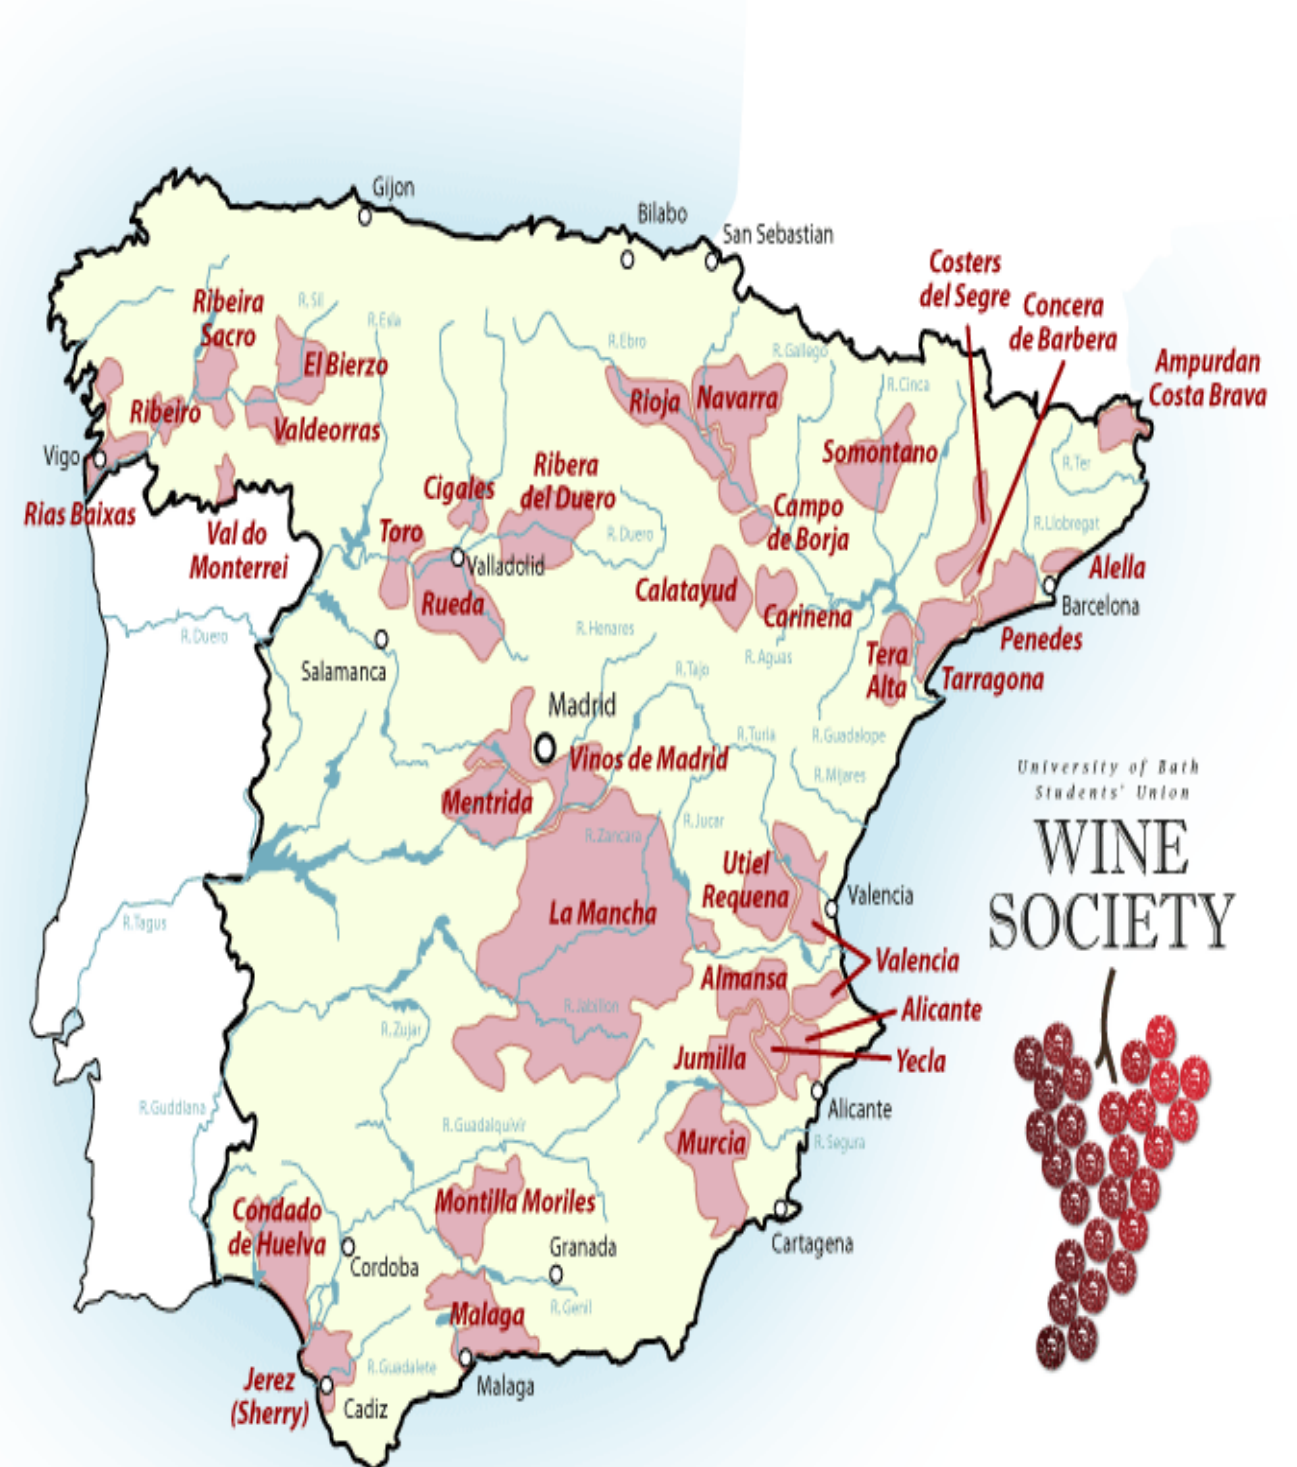 Gijon
Bilabo
San Sebastian
Costers
del Segre
Concera
de Barbera
Ampurdan
Costa Brava
Ribeira
Sacro
R. Sil
R. Esla
El Bierzo
R. Ebro
R. Gallego
R. Cinca
Rioja
Navarra
Ribeiro
Valdeorras
Vigo
Somontano
R. Ter
Rias Baixas
Val do
Monterrei
Cigales
Ribera
del Duero
Toro
R. Duero
Campo
de Borja
R. Llobregat
Valladolid
Rueda
Calatayud
Carinena
Alella
Barcelona
R. Duero
Salamanca
R. Henares
R. Aguas
Tera
Alta
Penedes
Tarragona
R. Tajo
Madrid
R. Turia
R. Guadalope
Vinos de Madrid
R. Mijares
Mentrida
R. Zancara
R. Jucar
University of Bath
Students' Union
WINE
SOCIETY
Utiel
Requena
Valencia
La Mancha
R. Tagus
Valencia
Almansa
Alicante
R. Jabillon
R. Zujar
Jumilla
Yecla
R. Guddiana
Alicante
R. Guadalquivir
Murcia
R. Segura
Condado
de Huelva
Montilla Moriles
Cordoba
Granada
Cartagena
R. Genil
Malaga
R. Guadalete
Jerez
(Sherry)
Cadiz
Malaga